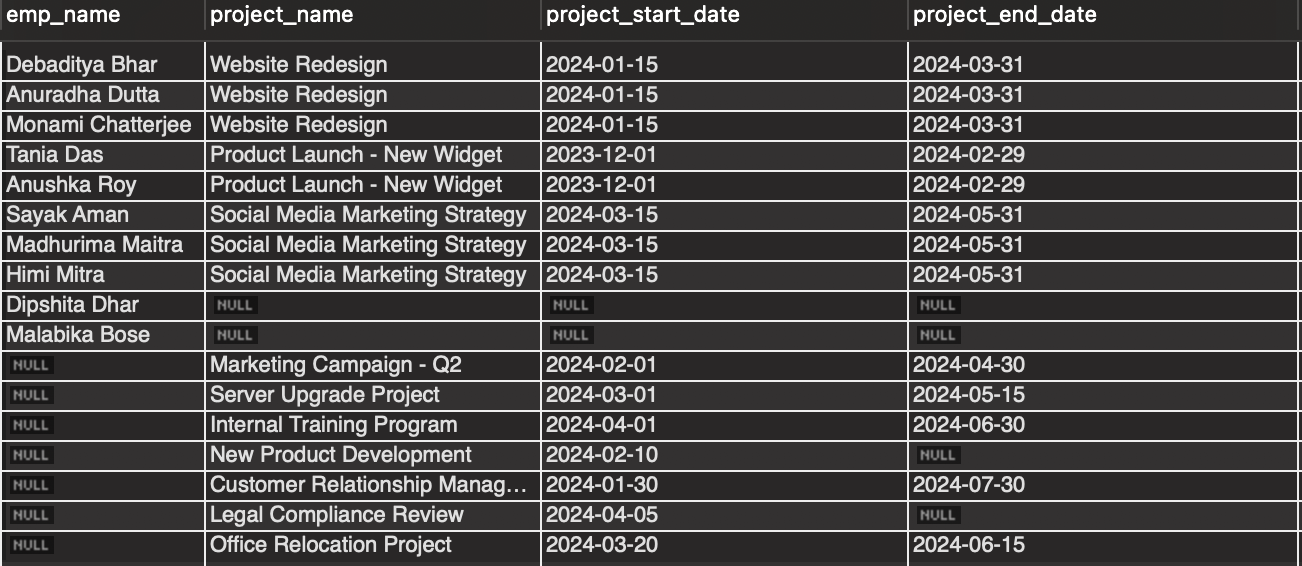 emp_name project_name project_start_date project_end_date
Debaditya Bhar Website Redesign 2024-01-15 2024-03-31
Anuradha Dutta Website Redesign 2024-01-15 2024-03-31
Monami Chatterjee Website Redesign 2024-01-15 2024-03-31
Tania Das Product Launch - New Widget 2023-12-01 2024-02-29
Anushka Roy Product Launch - New Widget 2023-12-01 2024-02-29
Sayak Aman Social Media Marketing Strategy 2024-03-15 2024-05-31
Madhurima Maitra Social Media Marketing Strategy 2024-03-15 2024-05-31
Himi Mitra Social Media Marketing Strategy 2024-03-15 2024-05-31
Dipshita Dhar NULL NULL NULL
Malabika Bose NULL NULL NULL
NULL Marketing Campaign - Q2 2024-02-01 2024-04-30
NULL Server Upgrade Project 2024-03-01 2024-05-15
NULL Internal Training Program 2024-04-01 2024-06-30
NULL New Product Development 2024-02-10 NULL
NULL Customer Relationship Manag... 2024-01-30 2024-07-30
NULL Legal Compliance Review 2024-04-05 NULL
NULL Office Relocation Project 2024-03-20 2024-06-15